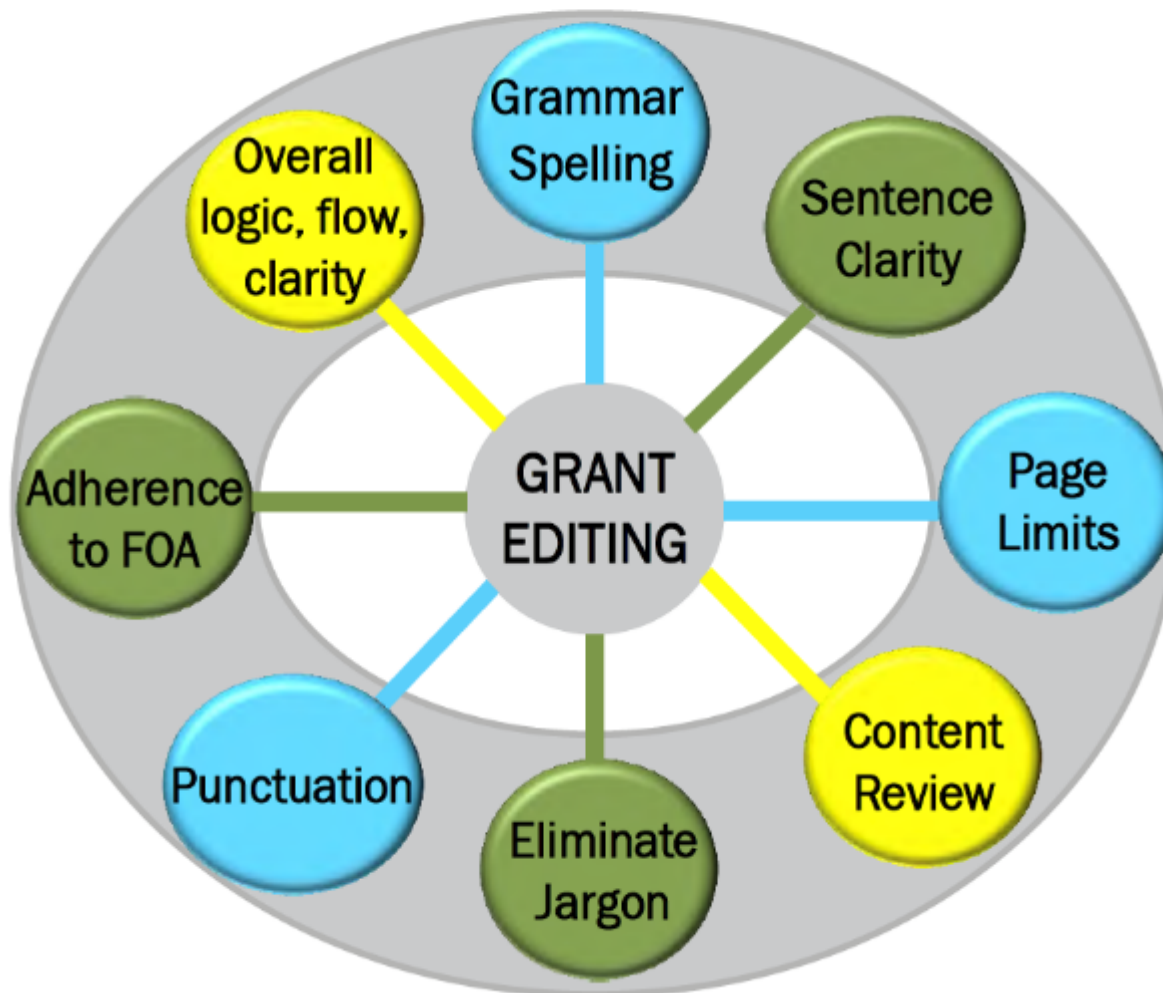 Grammar
Spelling
Sentence
Clarity
Page
Limits
Content
Review
Eliminate
Jargon
Punctuation
Adherence
to FOA
Overall
logic, flow,
clarity
GRANT
EDITING